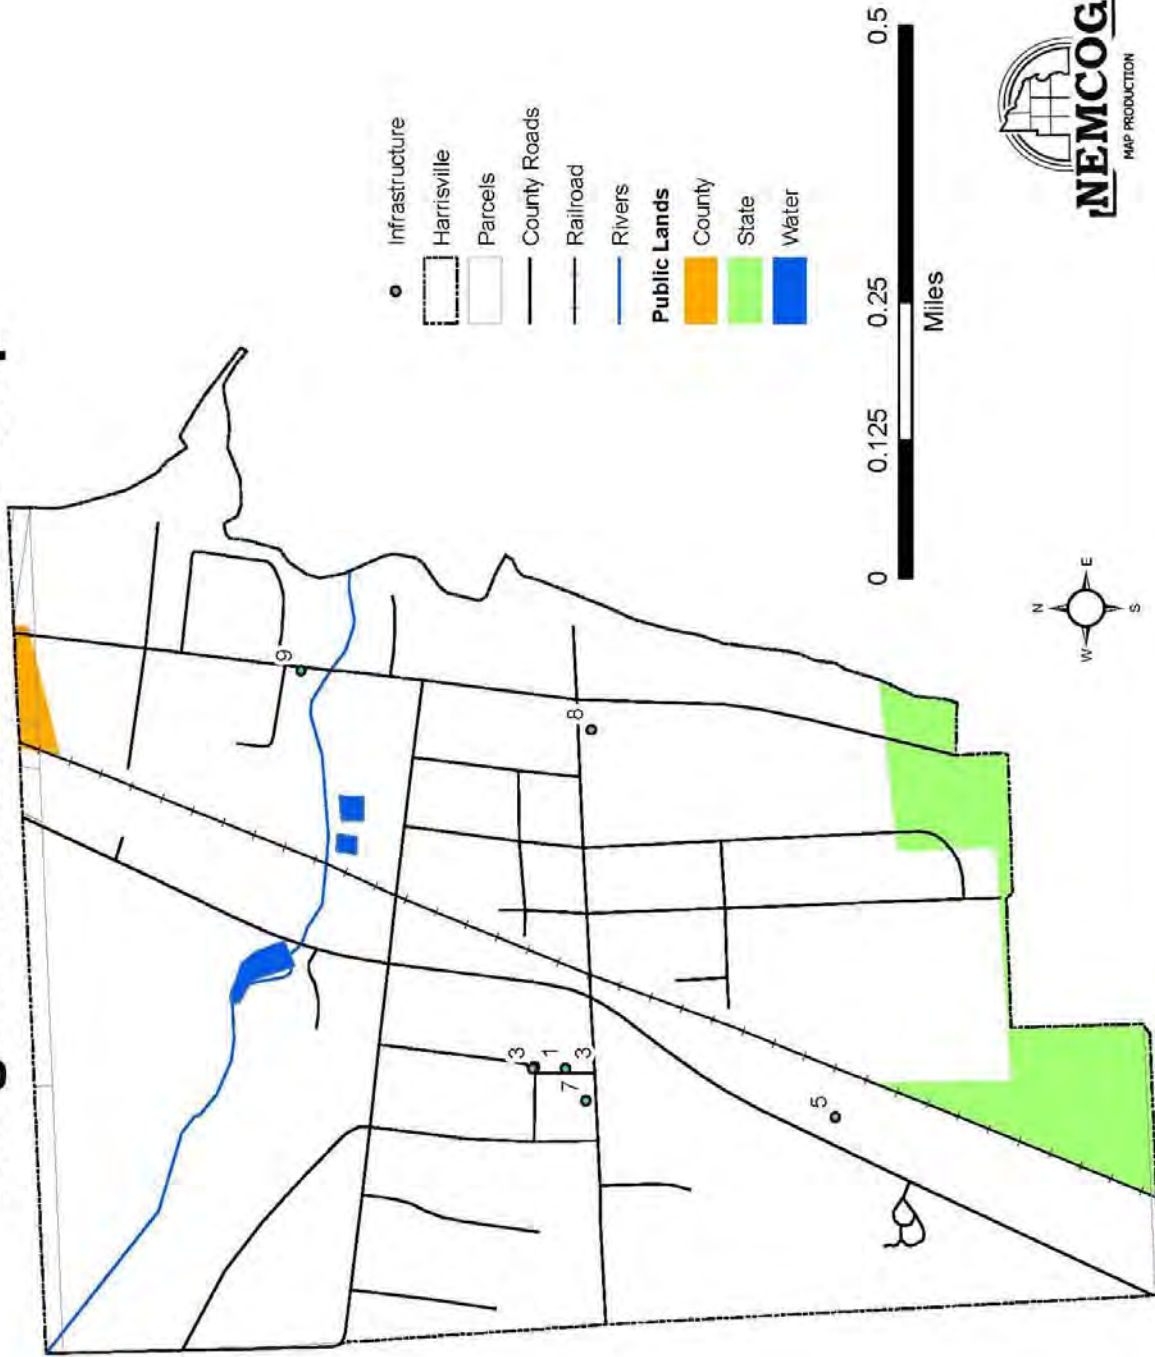 9
3
1
7
8
3
5
Infrastructure
Harrisville
Parcels
County Roads
Railroad
Rivers
Public Lands
County
State
Water
0 0.125 0.25 0.5
Miles
N
W E
S
NEMCOG
MAP PRODUCTION